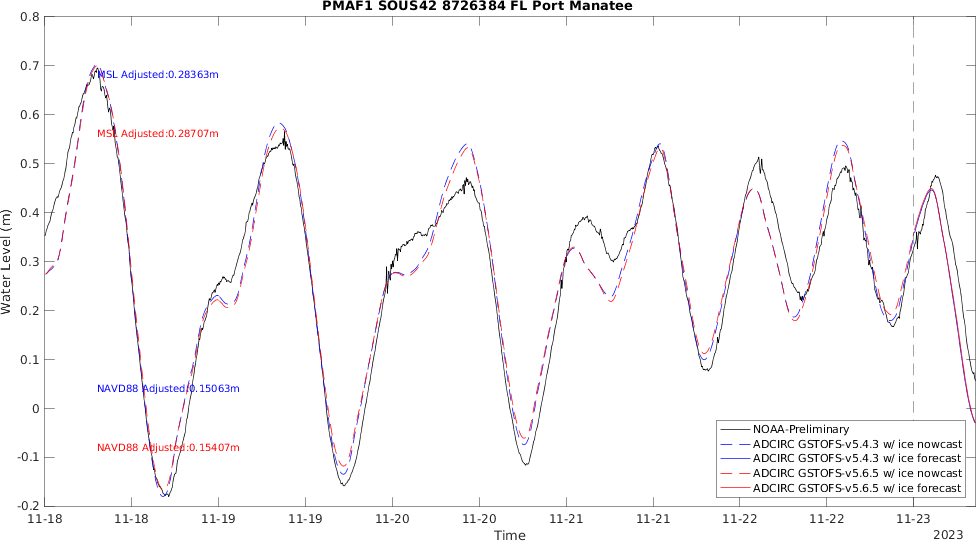 PMAF1 SOUS42 8726384 FL Port Manatee
0.8
0.7
0.6
0.5
0.4
0.3
0.2
0.1
0
-0.1
-0.2
Water Level (m)
MSL Adjusted:0.28363m
MSL Adjusted:0.28707m
NAVD88 Adjusted:0.15063m
NAVD88 Adjusted:0.15407m
NOAA-Preliminary
ADCIRC GSTOFS-v5.4.3 w/ ice nowcast
ADCIRC GSTOFS-v5.4.3 w/ ice forecast
ADCIRC GSTOFS-v5.6.5 w/ ice nowcast
ADCIRC GSTOFS-v5.6.5 w/ ice forecast
11-18 11-18 11-19 11-19 11-20 11-20 11-21 11-21 11-22 11-22 11-23
Time
2023